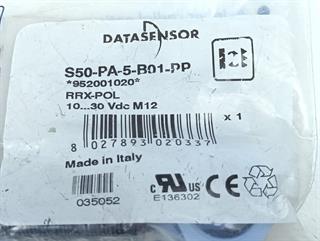 DATASENSOR
S50-PA-5-B01-PP
*952001020*
RRX-POL
10...30 Vdc M12
x 1
8 027893 020337
Made in Italy
035052
CE
c UL US
E136302